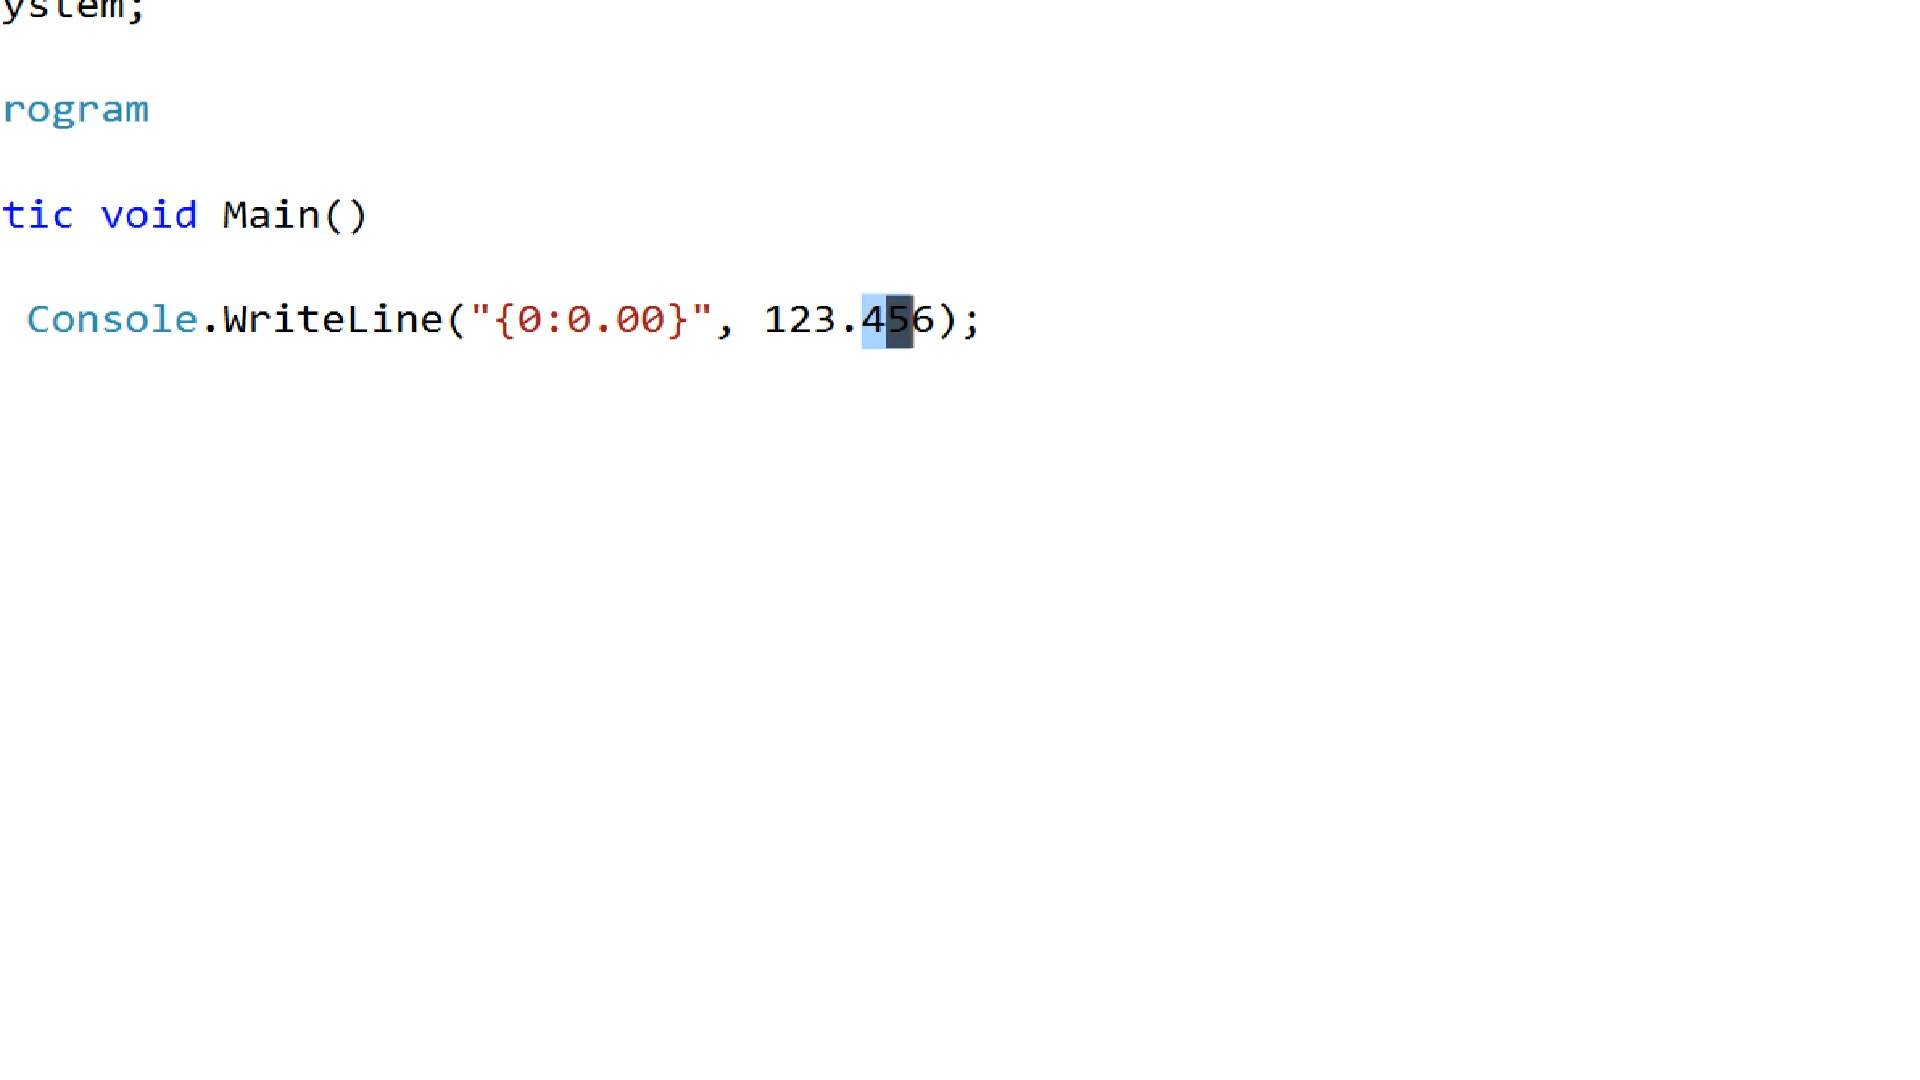 ystem;
rogram
tic void Main()
Console.WriteLine("{0:0.00}", 123.456);